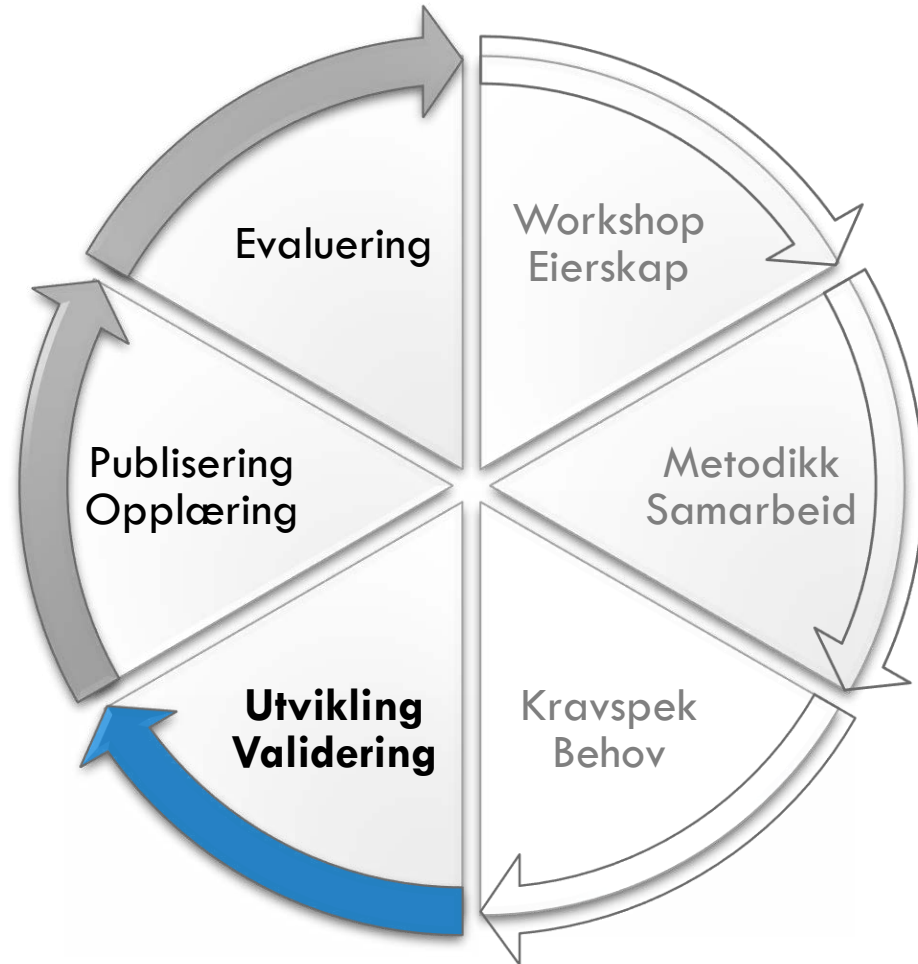 Evaluering
Workshop
Eierskap
Publisering
Opplæring
Metodikk
Samarbeid
Utvikling
Validering
Kravspek
Behov